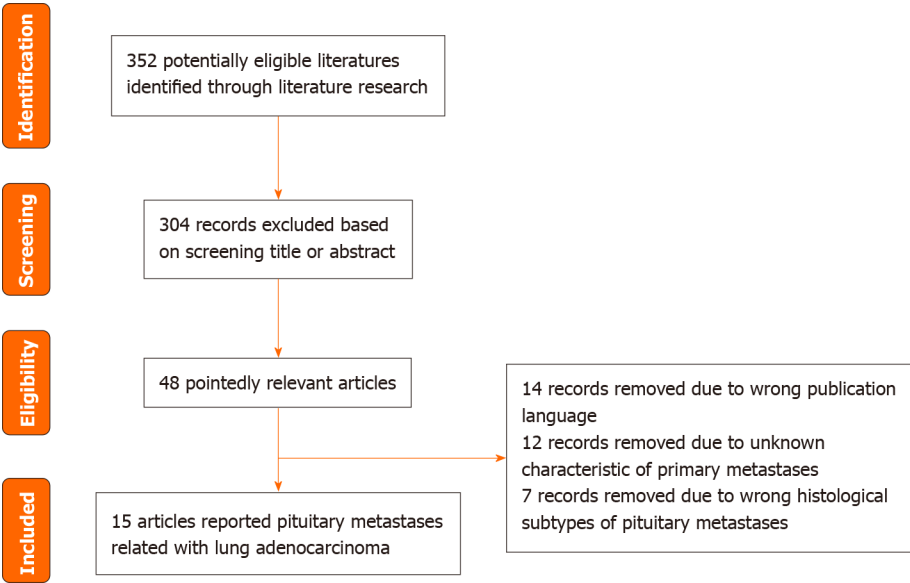 Identification
352 potentially eligible literatures
identified through literature research
Screening
304 records excluded based
on screening title or abstract
Eligibility
48 pointedly relevant articles
14 records removed due to wrong publication
language
12 records removed due to unknown
characteristic of primary metastases
7 records removed due to wrong histological
subtypes of pituitary metastases
Included
15 articles reported pituitary metastases
related with lung adenocarcinoma